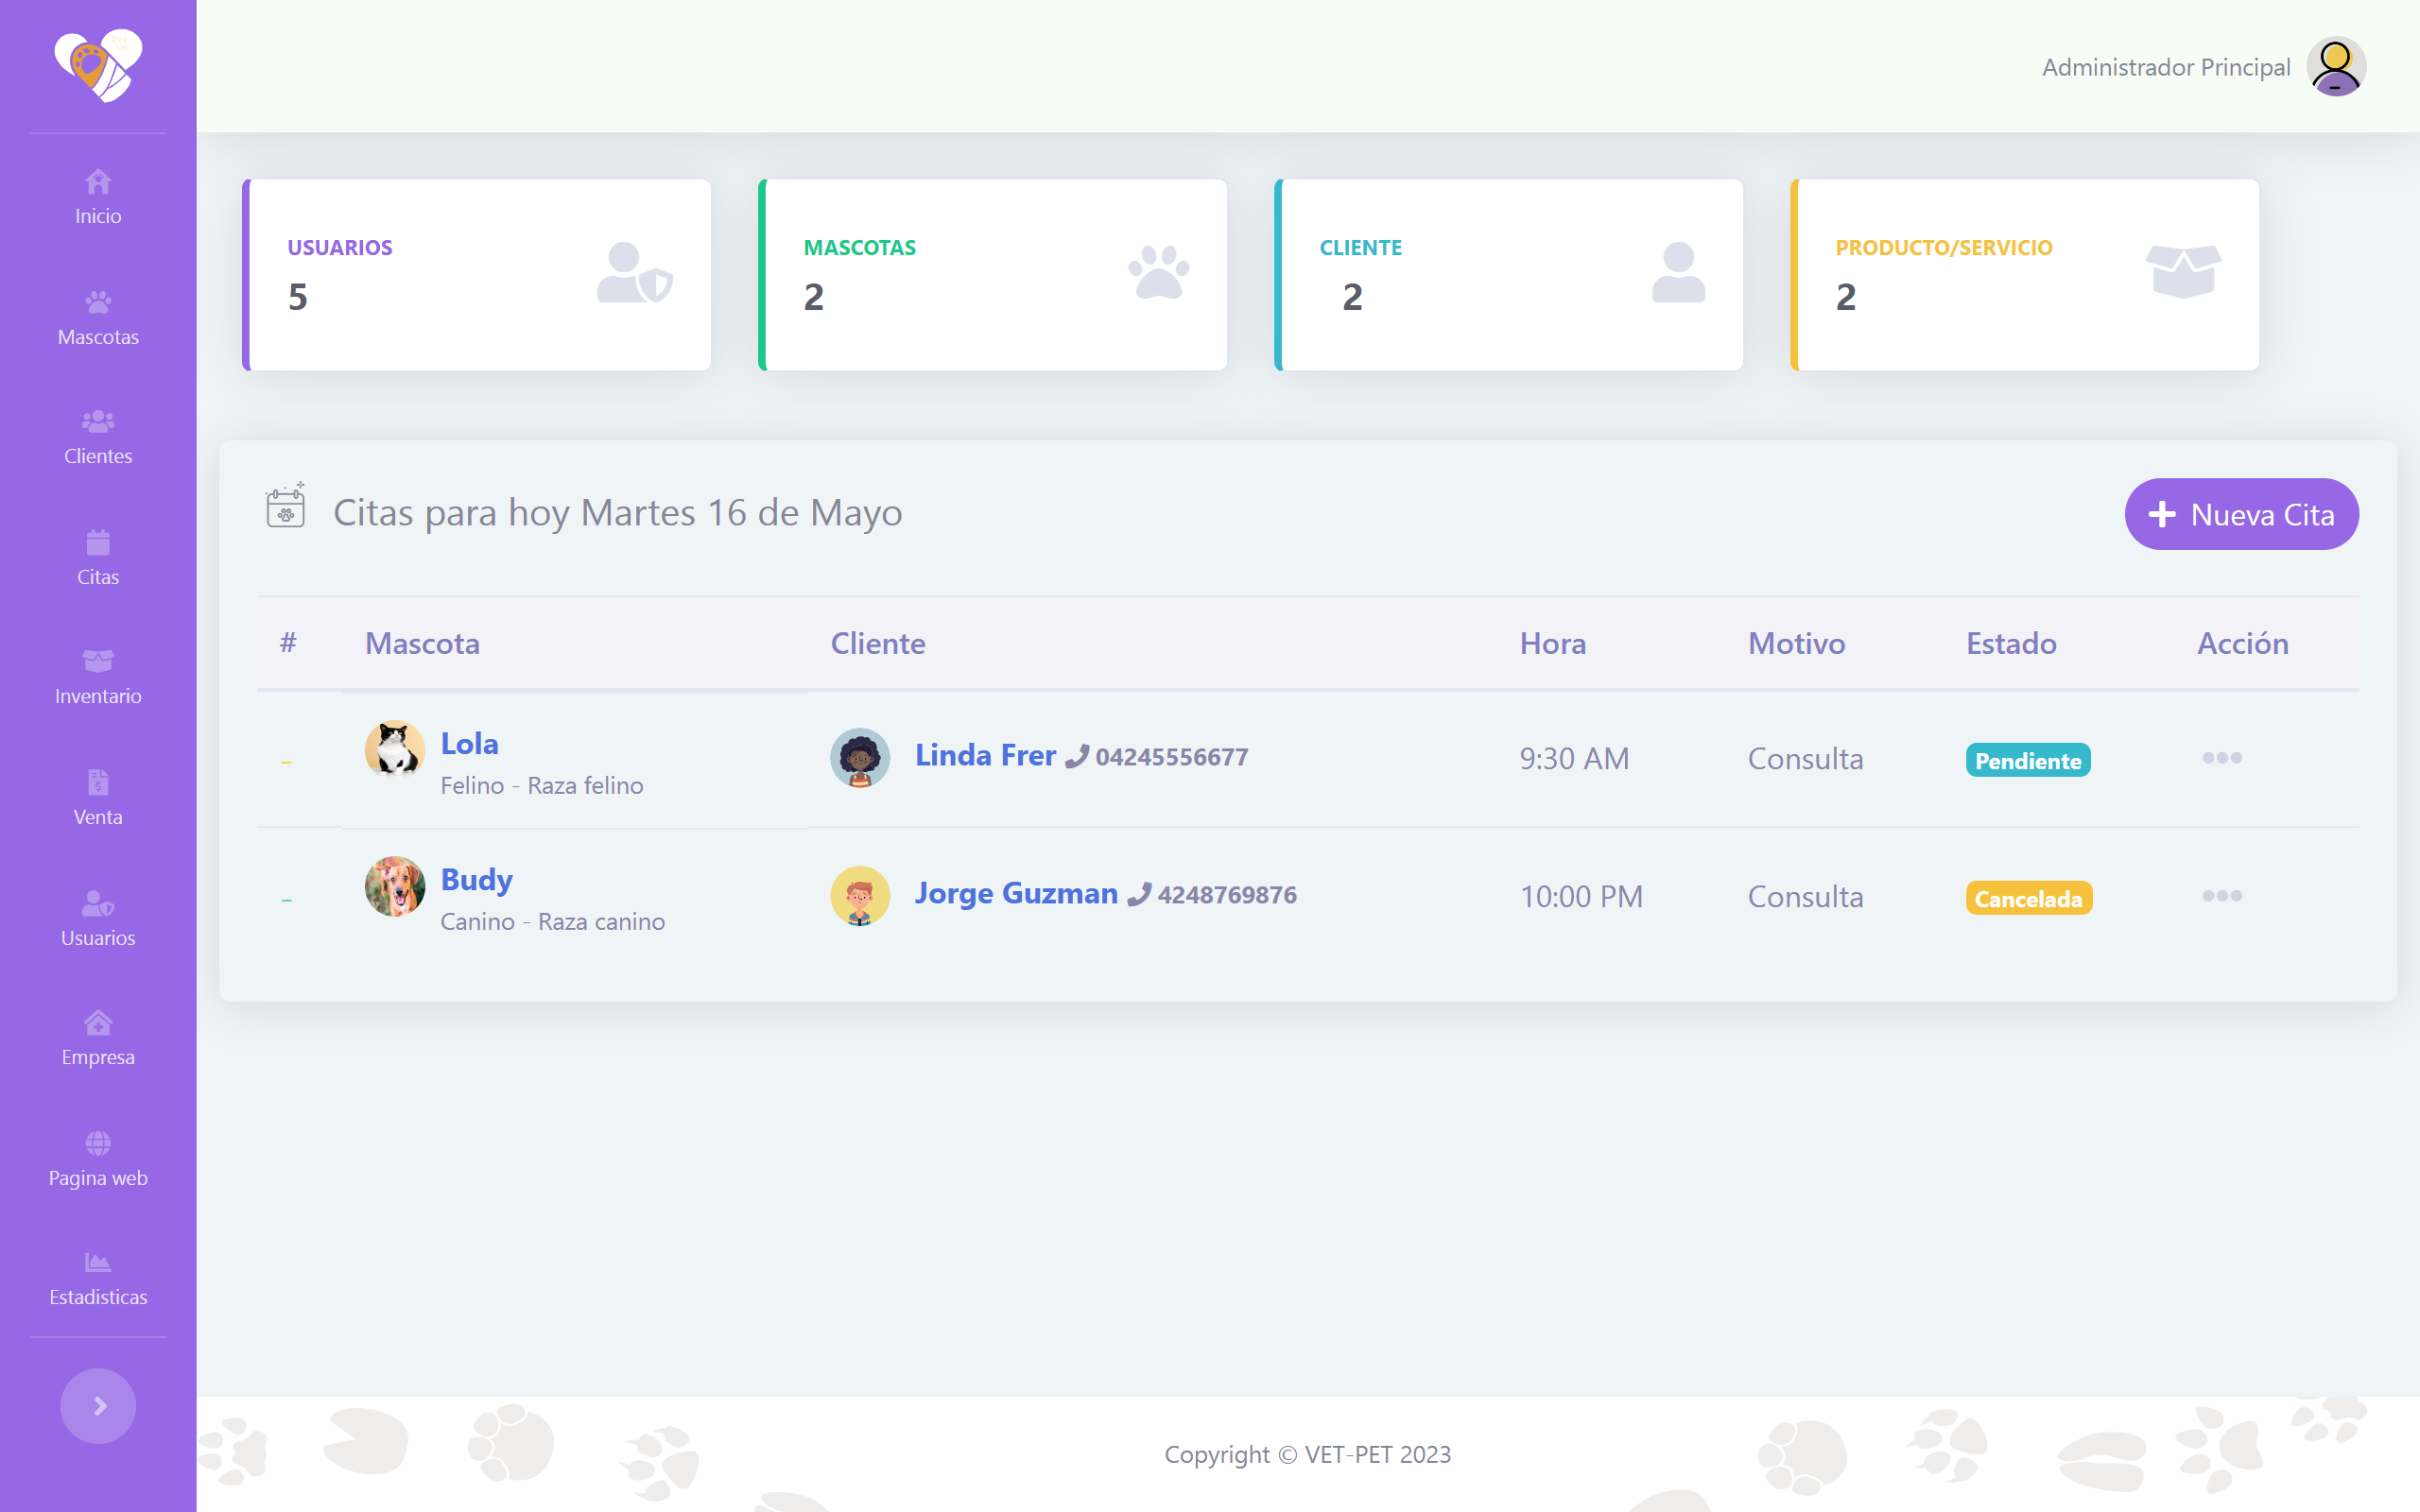 Administrador Principal
Inicio
Mascotas
Clientes
Citas
Inventario
Venta
Usuarios
Empresa
Pagina web
Estadisticas
USUARIOS
5
MASCOTAS
2
CLIENTE
2
PRODUCTO/SERVICIO
2
Citas para hoy Martes 16 de Mayo
Nueva Cita
# Mascota Cliente Hora Motivo Estado Acción
Lola
Felino - Raza felino
Linda Frer 04245556677
9:30 AM
Consulta
Pendiente
Budy
Canino - Raza canino
Jorge Guzman 4248769876
10:00 PM
Consulta
Cancelada
Copyright © VET-PET 2023